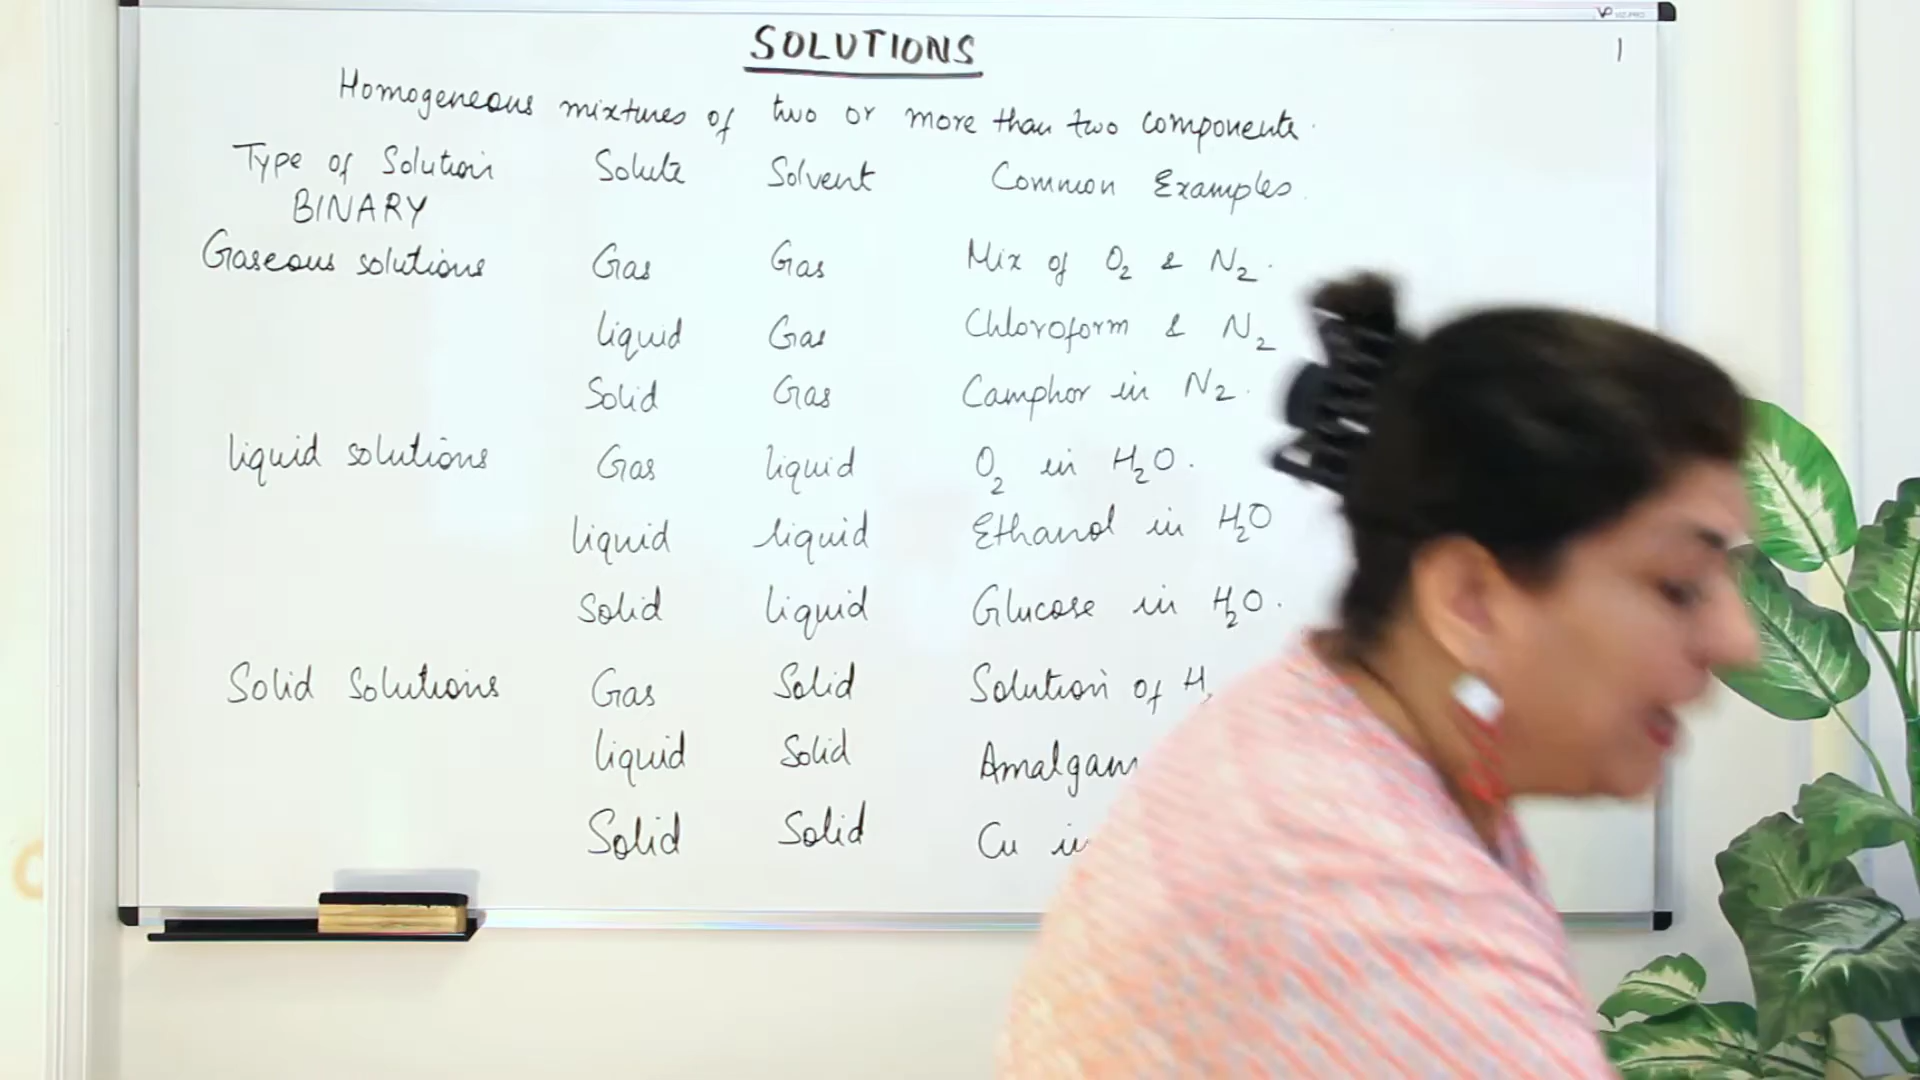 SOLUTIONS
1
Homogeneous mixtures of two or more than two components.
Type of Solution Solute Solvent Common Examples.
BINARY
Gaseous solutions Gas Gas Mix of O2 & N2.
liquid Gas Chloroform & N2
Solid Gas Camphor in N2.
liquid solutions Gas liquid O2 in H2O.
liquid liquid Ethanol in H2O
Solid liquid Glucose in H2O.
Solid Solutions Gas Solid Solution of H
liquid Solid Amalgam
Solid Solid Cu in